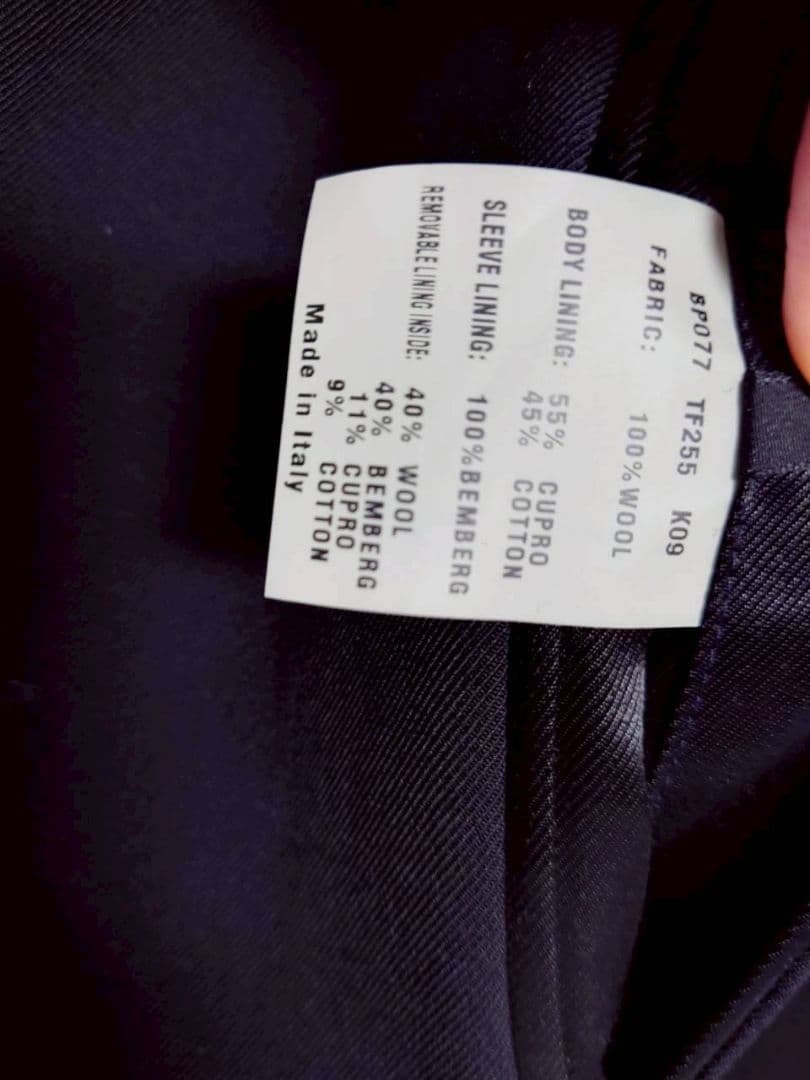 BP077 TF255 K09
FABRIC: 100%WOOL
BODY LINING: 55% CUPRO
45% COTTON
SLEEVE LINING: 100%BEMBERG
REMOVABLE LINING INSIDE: 40% WOOL
40% BEMBERG
11% CUPRO
9% COTTON
Made in Italy